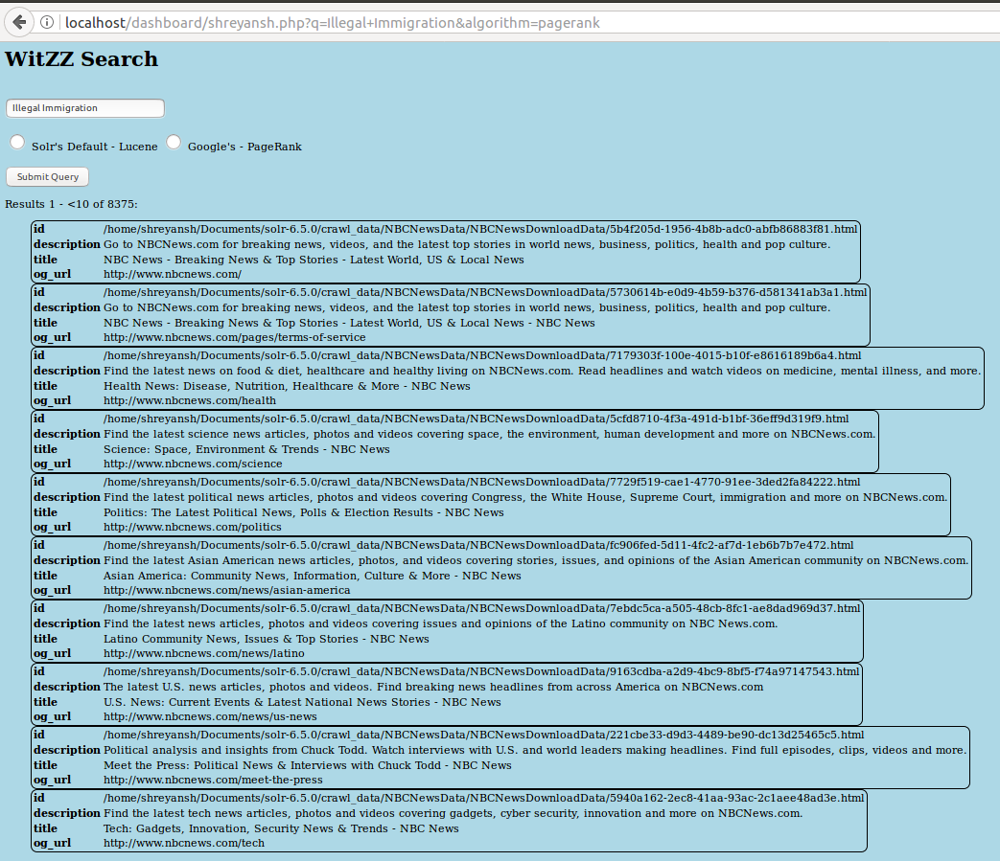 localhost/dashboard/shreyansh.php?q=Illegal+Immigration&algorithm=pagerank
WitZZ Search
Illegal Immigration
Solr's Default - Lucene Google's - PageRank
Submit Query
Results 1 - <10 of 8375:
id /home/shreyansh/Documents/solr-6.5.0/crawl_data/NBCNewsData/NBCNewsDownloadData/5b4f205d-1956-4b8b-adc0-abfb86883f81.html
description Go to NBCNews.com for breaking news, videos, and the latest top stories in world news, business, politics, health and pop culture.
title NBC News - Breaking News & Top Stories - Latest World, US & Local News
og_url http://www.nbcnews.com/
id /home/shreyansh/Documents/solr-6.5.0/crawl_data/NBCNewsData/NBCNewsDownloadData/5730614b-e0d9-4b59-b376-d581341ab3a1.html
description Go to NBCNews.com for breaking news, videos, and the latest top stories in world news, business, politics, health and pop culture.
title NBC News - Breaking News & Top Stories - Latest World, US & Local News - NBC News
og_url http://www.nbcnews.com/pages/terms-of-service
id /home/shreyansh/Documents/solr-6.5.0/crawl_data/NBCNewsData/NBCNewsDownloadData/7179303f-100e-4015-b10f-e8616189b6a4.html
description Find the latest news on food & diet, healthcare and healthy living on NBCNews.com. Read headlines and watch videos on medicine, mental illness, and more.
title Health News: Disease, Nutrition, Healthcare & More - NBC News
og_url http://www.nbcnews.com/health
id /home/shreyansh/Documents/solr-6.5.0/crawl_data/NBCNewsData/NBCNewsDownloadData/5cfd8710-4f3a-491d-b1bf-36eff9d319f9.html
description Find the latest science news articles, photos and videos covering space, the environment, human development and more on NBCNews.com.
title Science: Space, Environment & Trends - NBC News
og_url http://www.nbcnews.com/science
id /home/shreyansh/Documents/solr-6.5.0/crawl_data/NBCNewsData/NBCNewsDownloadData/7729f519-cae1-4770-91ee-3ded2fa84222.html
description Find the latest political news articles, photos and videos covering Congress, the White House, Supreme Court, immigration and more on NBCNews.com.
title Politics: The Latest Political News, Polls & Election Results - NBC News
og_url http://www.nbcnews.com/politics
id /home/shreyansh/Documents/solr-6.5.0/crawl_data/NBCNewsData/NBCNewsDownloadData/fc906fed-5d11-4fc2-af7d-1eb6b7b7e472.html
description Find the latest Asian American news articles, photos, and videos covering stories, issues, and opinions of the Asian American community on NBCNews.com.
title Asian America: Community News, Information, Culture & More - NBC News
og_url http://www.nbcnews.com/news/asian-america
id /home/shreyansh/Documents/solr-6.5.0/crawl_data/NBCNewsData/NBCNewsDownloadData/7ebdc5ca-a505-48cb-8fc1-ae8dad969d37.html
description Find the latest news articles, photos and videos covering issues and opinions of the Latino community on NBC News.com.
title Latino Community News, Issues & Top Stories - NBC News
og_url http://www.nbcnews.com/news/latino
id /home/shreyansh/Documents/solr-6.5.0/crawl_data/NBCNewsData/NBCNewsDownloadData/9163cdba-a2d9-4bc9-8bf5-f74a97147543.html
description The latest U.S. news articles, photos and videos. Find breaking news headlines from across America on NBCNews.com
title U.S. News: Current Events & Latest National News Stories - NBC News
og_url http://www.nbcnews.com/news/us-news
id /home/shreyansh/Documents/solr-6.5.0/crawl_data/NBCNewsData/NBCNewsDownloadData/221cbe33-d9d3-4489-be90-dc13d25465c5.html
description Political analysis and insights from Chuck Todd. Watch interviews with U.S. and world leaders making headlines. Find full episodes, clips, videos and more.
title Meet the Press: Political News & Interviews with Chuck Todd - NBC News
og_url http://www.nbcnews.com/meet-the-press
id /home/shreyansh/Documents/solr-6.5.0/crawl_data/NBCNewsData/NBCNewsDownloadData/5940a162-2ec8-41aa-93ac-2c1aee48ad3e.html
description Find the latest tech news articles, photos and videos covering gadgets, cyber security, innovation and more on NBCNews.com.
title Tech: Gadgets, Innovation, Security News & Trends - NBC News
og_url http://www.nbcnews.com/tech